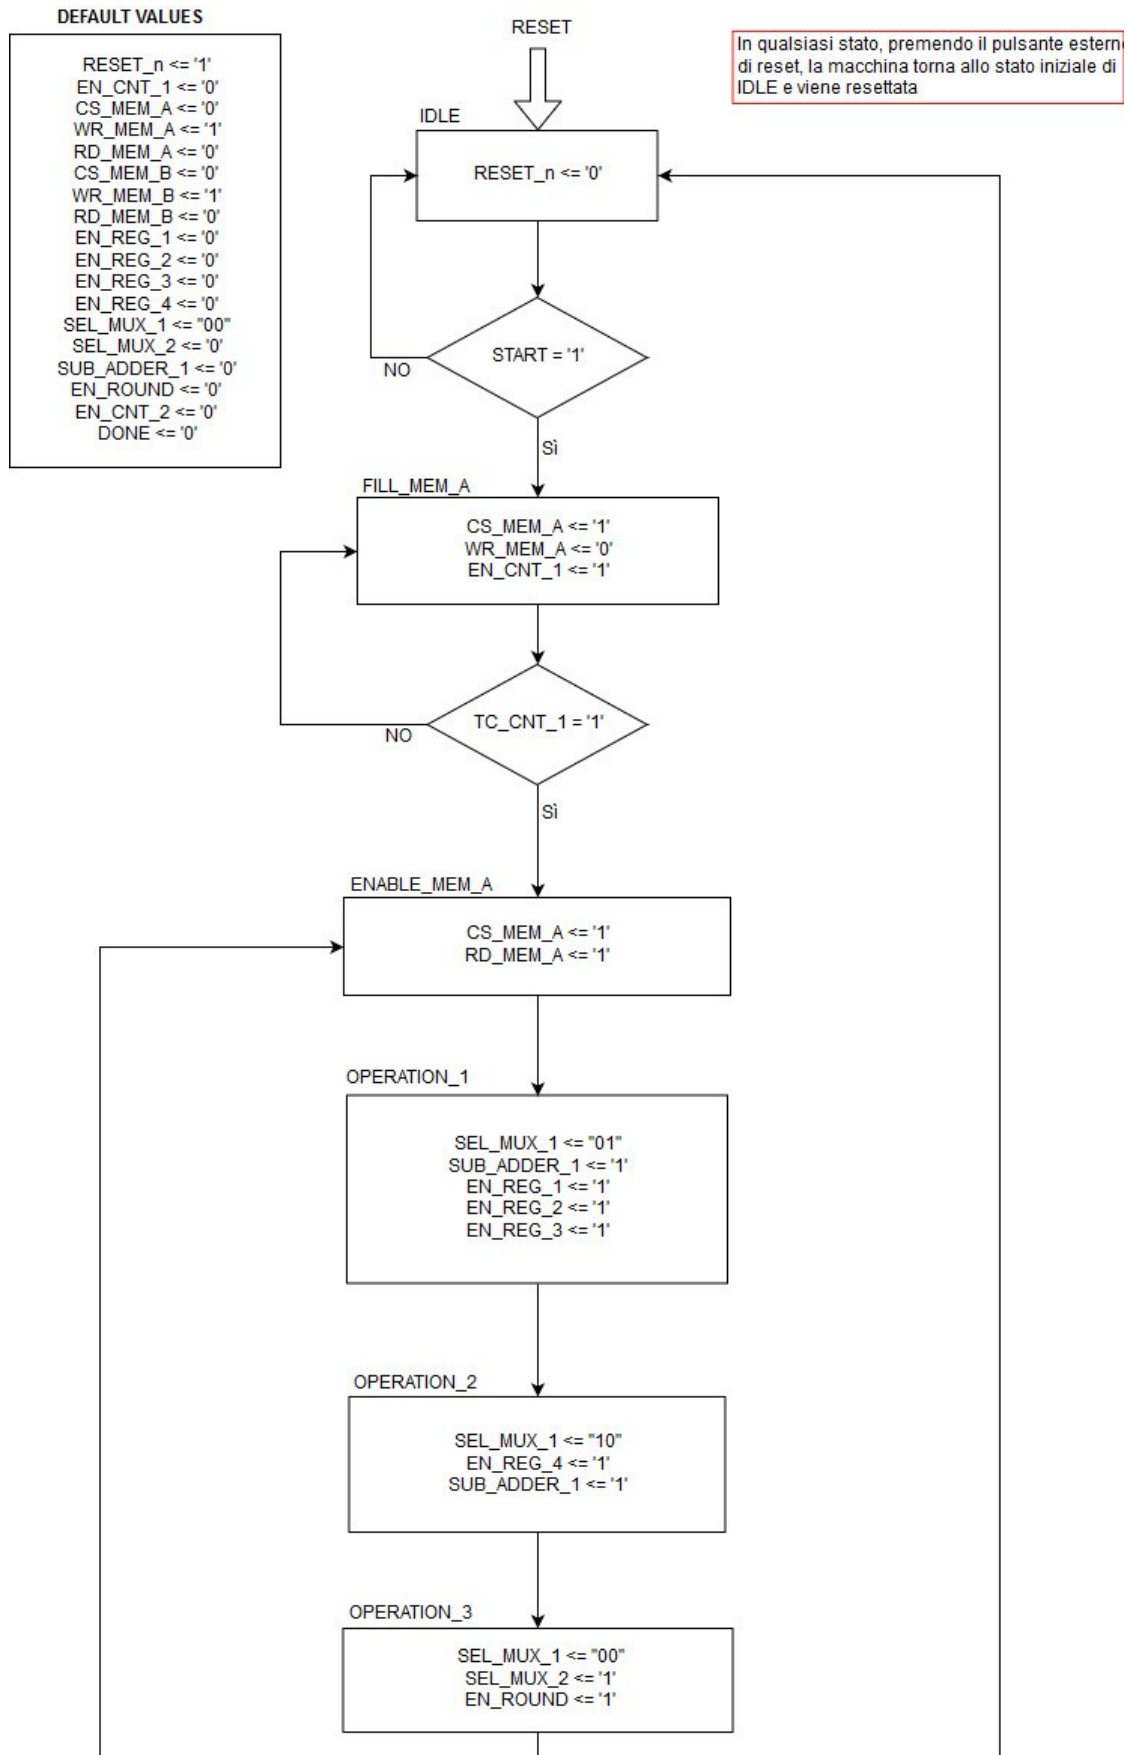 DEFAULT VALUES
RESET_n <= '1'
EN_CNT_1 <= '0'
CS_MEM_A <= '0'
WR_MEM_A <= '1'
RD_MEM_A <= '0'
CS_MEM_B <= '0'
WR_MEM_B <= '1'
RD_MEM_B <= '0'
EN_REG_1 <= '0'
EN_REG_2 <= '0'
EN_REG_3 <= '0'
EN_REG_4 <= '0'
SEL_MUX_1 <= "00"
SEL_MUX_2 <= '0'
SUB_ADDER_1 <= '0'
EN_ROUND <= '0'
EN_CNT_2 <= '0'
DONE <= '0'
RESET
In qualsiasi stato, premendo il pulsante esterno
di reset, la macchina torna allo stato iniziale di
IDLE e viene resettata
IDLE
RESET_n <= '0'
START = '1'
NO
Sì
FILL_MEM_A
CS_MEM_A <= '1'
WR_MEM_A <= '0'
EN_CNT_1 <= '1'
TC_CNT_1 = '1'
NO
Sì
ENABLE_MEM_A
CS_MEM_A <= '1'
RD_MEM_A <= '1'
OPERATION_1
SEL_MUX_1 <= "01"
SUB_ADDER_1 <= '1'
EN_REG_1 <= '1'
EN_REG_2 <= '1'
EN_REG_3 <= '1'
OPERATION_2
SEL_MUX_1 <= "10"
EN_REG_4 <= '1'
SUB_ADDER_1 <= '1'
OPERATION_3
SEL_MUX_1 <= "00"
SEL_MUX_2 <= '1'
EN_ROUND <= '1'